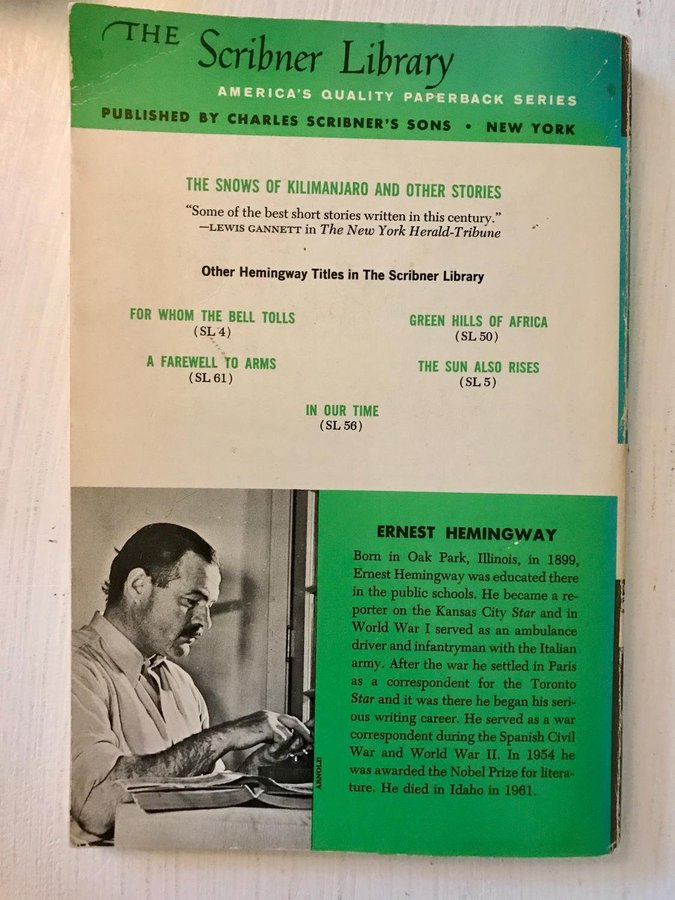 THE Scribner Library
AMERICA'S QUALITY PAPERBACK SERIES
PUBLISHED BY CHARLES SCRIBNER'S SONS • NEW YORK
THE SNOWS OF KILIMANJARO AND OTHER STORIES
"Some of the best short stories written in this century."
—LEWIS GANNETT in The New York Herald-Tribune
Other Hemingway Titles in The Scribner Library
FOR WHOM THE BELL TOLLS
(SL 4)
GREEN HILLS OF AFRICA
(SL 50)
A FAREWELL TO ARMS
(SL 61)
THE SUN ALSO RISES
(SL 5)
IN OUR TIME
(SL 56)
ERNEST HEMINGWAY
Born in Oak Park, Illinois, in 1899,
Ernest Hemingway was educated there
in the public schools. He became a re-
porter on the Kansas City Star and in
World War I served as an ambulance
driver and infantryman with the Italian
army. After the war he settled in Paris
as a correspondent for the Toronto
Star and it was there he began his seri-
ous writing career. He served as a war
correspondent during the Spanish Civil
War and World War II. In 1954 he
was awarded the Nobel Prize for litera-
ture. He died in Idaho in 1961.
ARNOLD